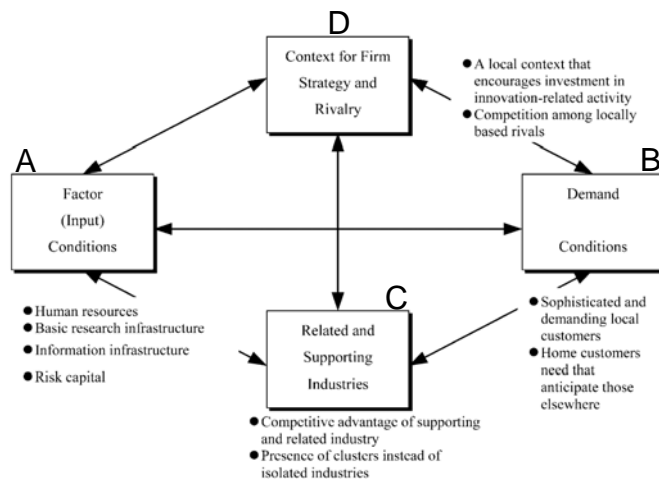 D
Context for Firm
Strategy and
Rivalry
● A local context that
encourages investment in
innovation-related activity
● Competition among locally
based rivals
A
Factor
(Input)
Conditions
B
Demand
Conditions
● Human resources
● Basic research infrastructure
● Information infrastructure
● Risk capital
C
Related and
Supporting
Industries
● Sophisticated and
demanding local
customers
● Home customers
need that
anticipate those
elsewhere
● Competitive advantage of supporting
and related industry
● Presence of clusters instead of
isolated industries